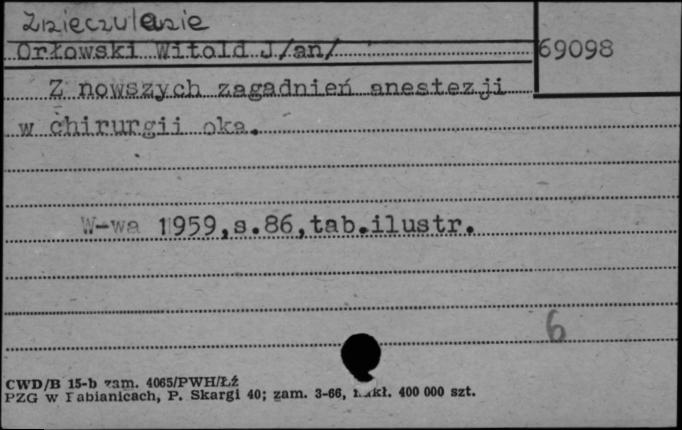 Znieczulenie
Orłowski Witold J/an/
69098
Z nowszych zagadnień anestezji
w chirurgii oka.
W-wa 1959,s.86,tab.ilustr.
6
CWD/B 15-b zam. 4065/PWH/ŁŹ
PZG w Pabianicach, P. Skargi 40; zam. 3-66, nakł. 400 000 szt.